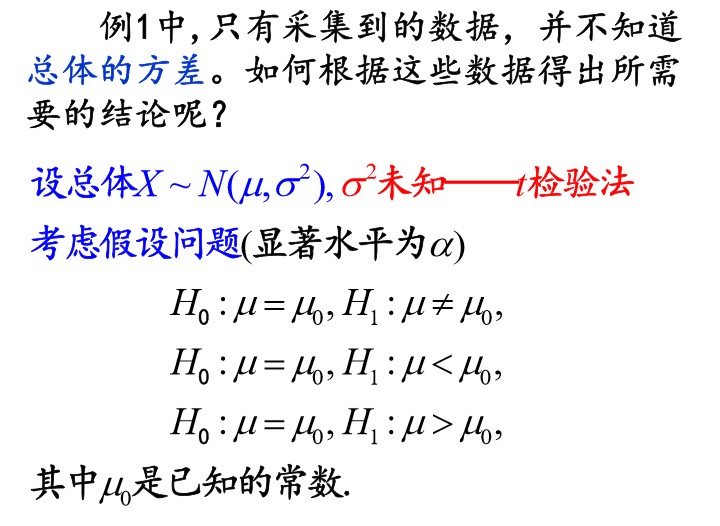 例1中,只有采集到的数据，并不知道
总体的方差。如何根据这些数据得出所需
要的结论呢？
设总体X ~ N(μ,σ²),σ²未知——t检验法
考虑假设问题(显著水平为α)
H₀ : μ = μ₀, H₁ : μ ≠ μ₀,
H₀ : μ = μ₀, H₁ : μ < μ₀,
H₀ : μ = μ₀, H₁ : μ > μ₀,
其中μ₀是已知的常数.